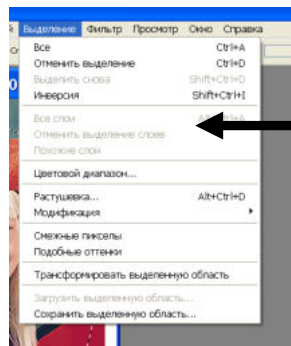 Выделение Фильтр Просмотр Окно Справка
Все Ctrl+A
Отменить выделение Ctrl+D
Выделить снова Shift+Ctrl+D
Инверсия Shift+Ctrl+I
Все слои
Отменить выделение слоев
Похожие слои
Цветовой диапазон...
Растушевка... Alt+Ctrl+D
Модификация
Смежные пикселы
Подобные оттенки
Трансформировать выделенную область
Загрузить выделенную область...
Сохранить выделенную область...